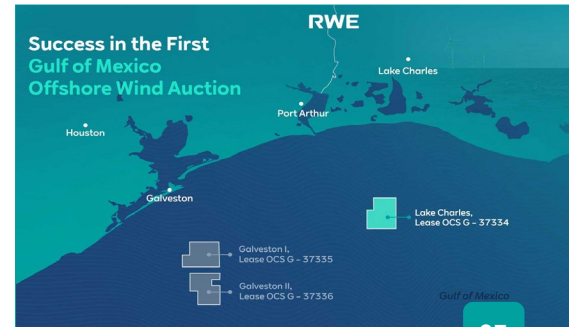 RWE
Success in the First
Gulf of Mexico
Offshore Wind Auction
Lake Charles
Port Arthur
Houston
Galveston
Lake Charles,
Lease OCS G – 37334
Galveston I,
Lease OCS G – 37335
Galveston II,
Lease OCS G – 37336
Gulf of Mexico